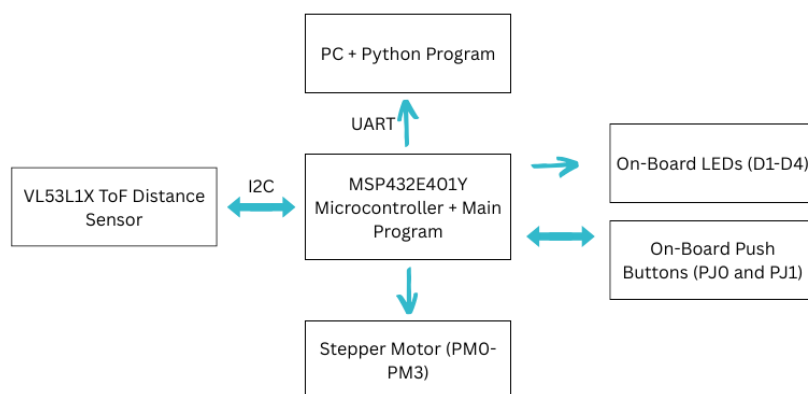 PC + Python Program
UART
On-Board LEDs (D1-D4)
VL53L1X ToF Distance
Sensor
I2C
MSP432E401Y
Microcontroller + Main
Program
On-Board Push
Buttons (PJ0 and PJ1)
Stepper Motor (PM0-
PM3)